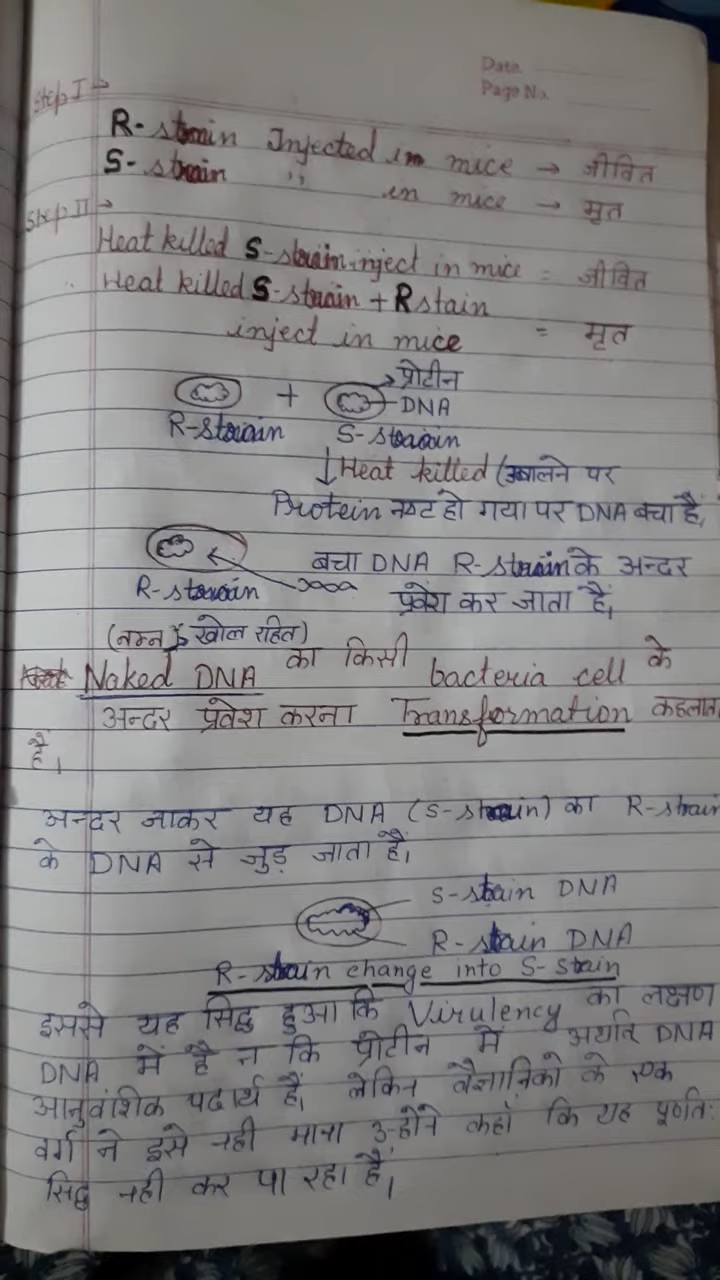 Date
Page No.
Step I →
R- strain Injected in mice → जीवित
S- strain " in mice → मृत
Step II →
Heat killed S-strain inject in mice = जीवित
Heat killed S-strain + R stain
inject in mice = मृत
→ प्रोटीन
+ DNA
R-strain S-strain
↓ Heat killed (उबालने पर
Protein नष्ट हो गया पर DNA बचा है,
बचा DNA R-strain के अन्दर
R-strain प्रवेश कर जाता है,
(नग्न खोल रहित)
Naked DNA का किसी bacteria cell के
अन्दर प्रवेश करना Transformation कहलाता
है।
अन्दर जाकर यह DNA (S-strain) का R-strain
के DNA से जुड़ जाता है,
S-stain DNA
R-stain DNA
R-stain change into S-Stain
इससे यह सिद्ध हुआ कि Virulency का लक्षण
DNA में है न कि प्रोटीन मे अर्थात DNA
आनुवांशिक पदार्थ है, लेकिन वैज्ञानिको के एक
वर्ग ने इसे नही माना उन्होने कहाँ कि यह पूर्णतः
सिद्ध नही कर पा रहा है,